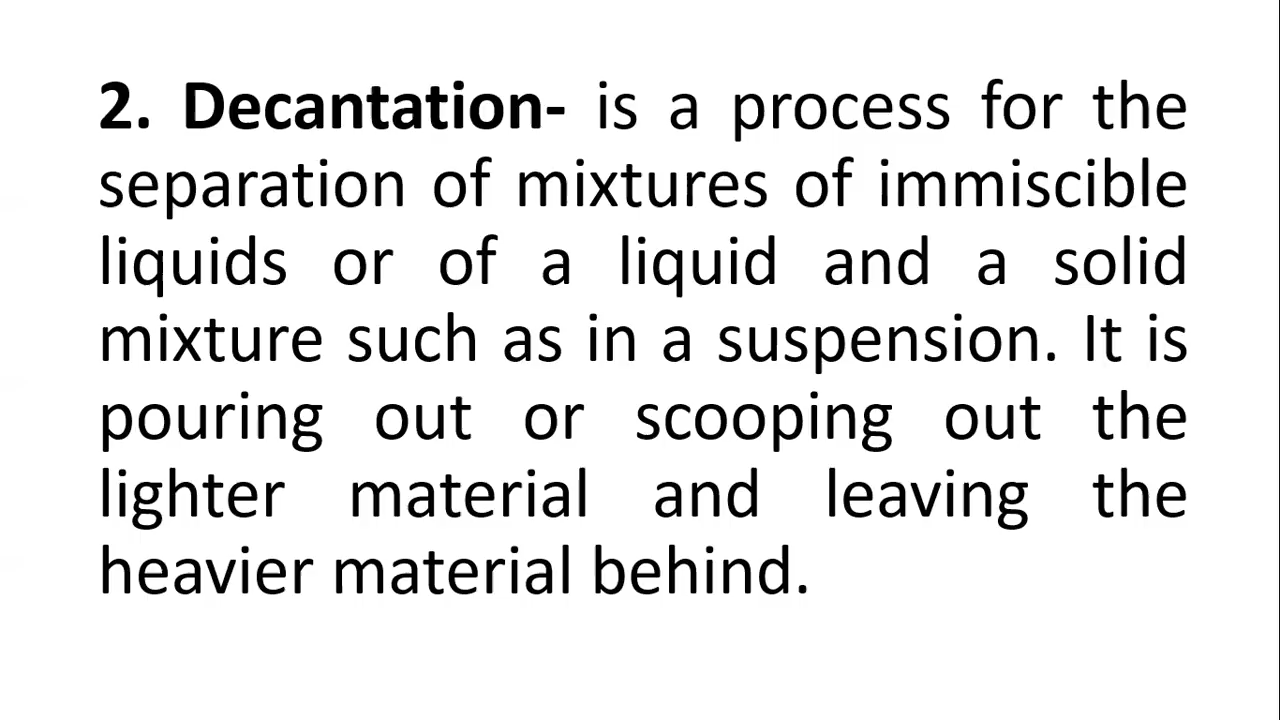 2. Decantation- is a process for the
separation of mixtures of immiscible
liquids or of a liquid and a solid
mixture such as in a suspension. It is
pouring out or scooping out the
lighter material and leaving the
heavier material behind.